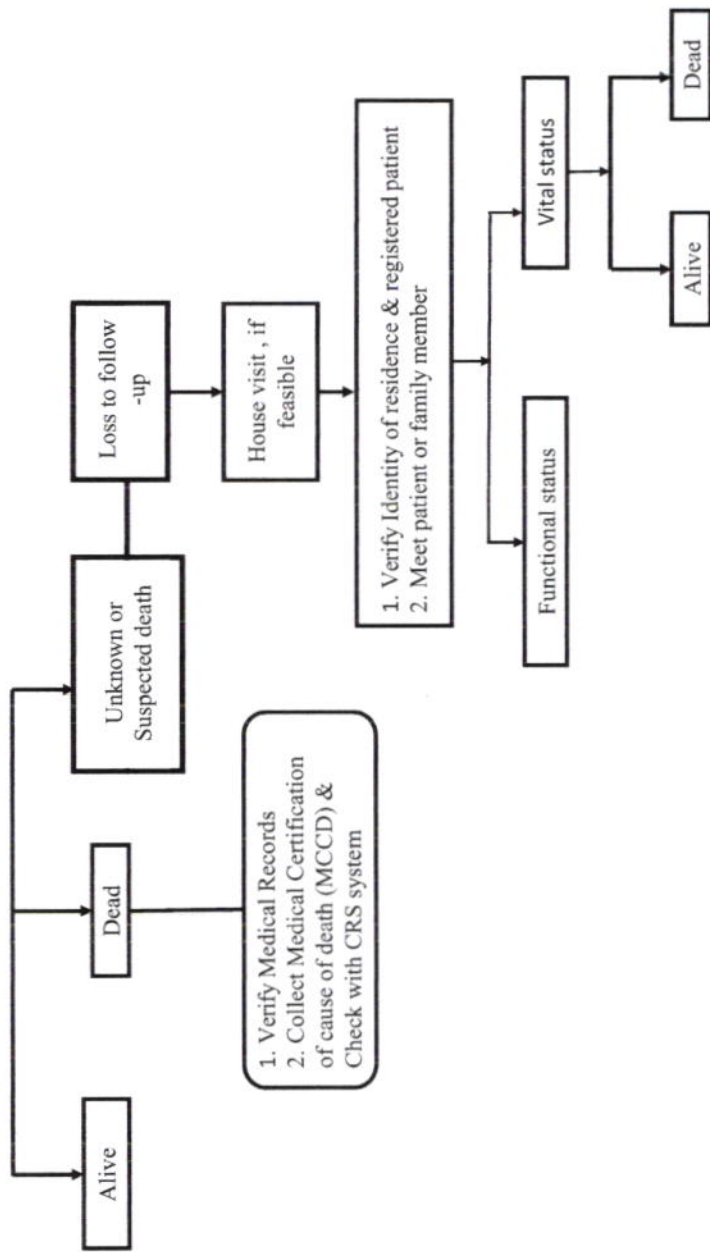 Alive
Dead
Unknown or
Suspected death
Loss to follow
-up
1. Verify Medical Records
2. Collect Medical Certification
of cause of death (MCCD) &
Check with CRS system
House visit , if
feasible
1. Verify Identity of residence & registered patient
2. Meet patient or family member
Functional status
Vital status
Alive
Dead